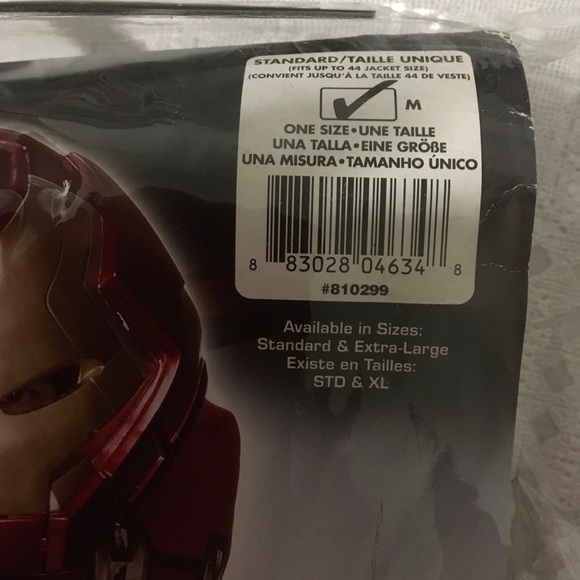 STANDARD/TAILLE UNIQUE
(FITS UP TO 44 JACKET SIZE)
(CONVIENT JUSQU'À LA TAILLE 44 DE VESTE)
M
ONE SIZE•UNE TAILLE
UNA TALLA•EINE GRÖßE
UNA MISURA•TAMANHO ÚNICO
8 83028 04634 8
#810299
Available in Sizes:
Standard & Extra-Large
Existe en Tailles:
STD & XL